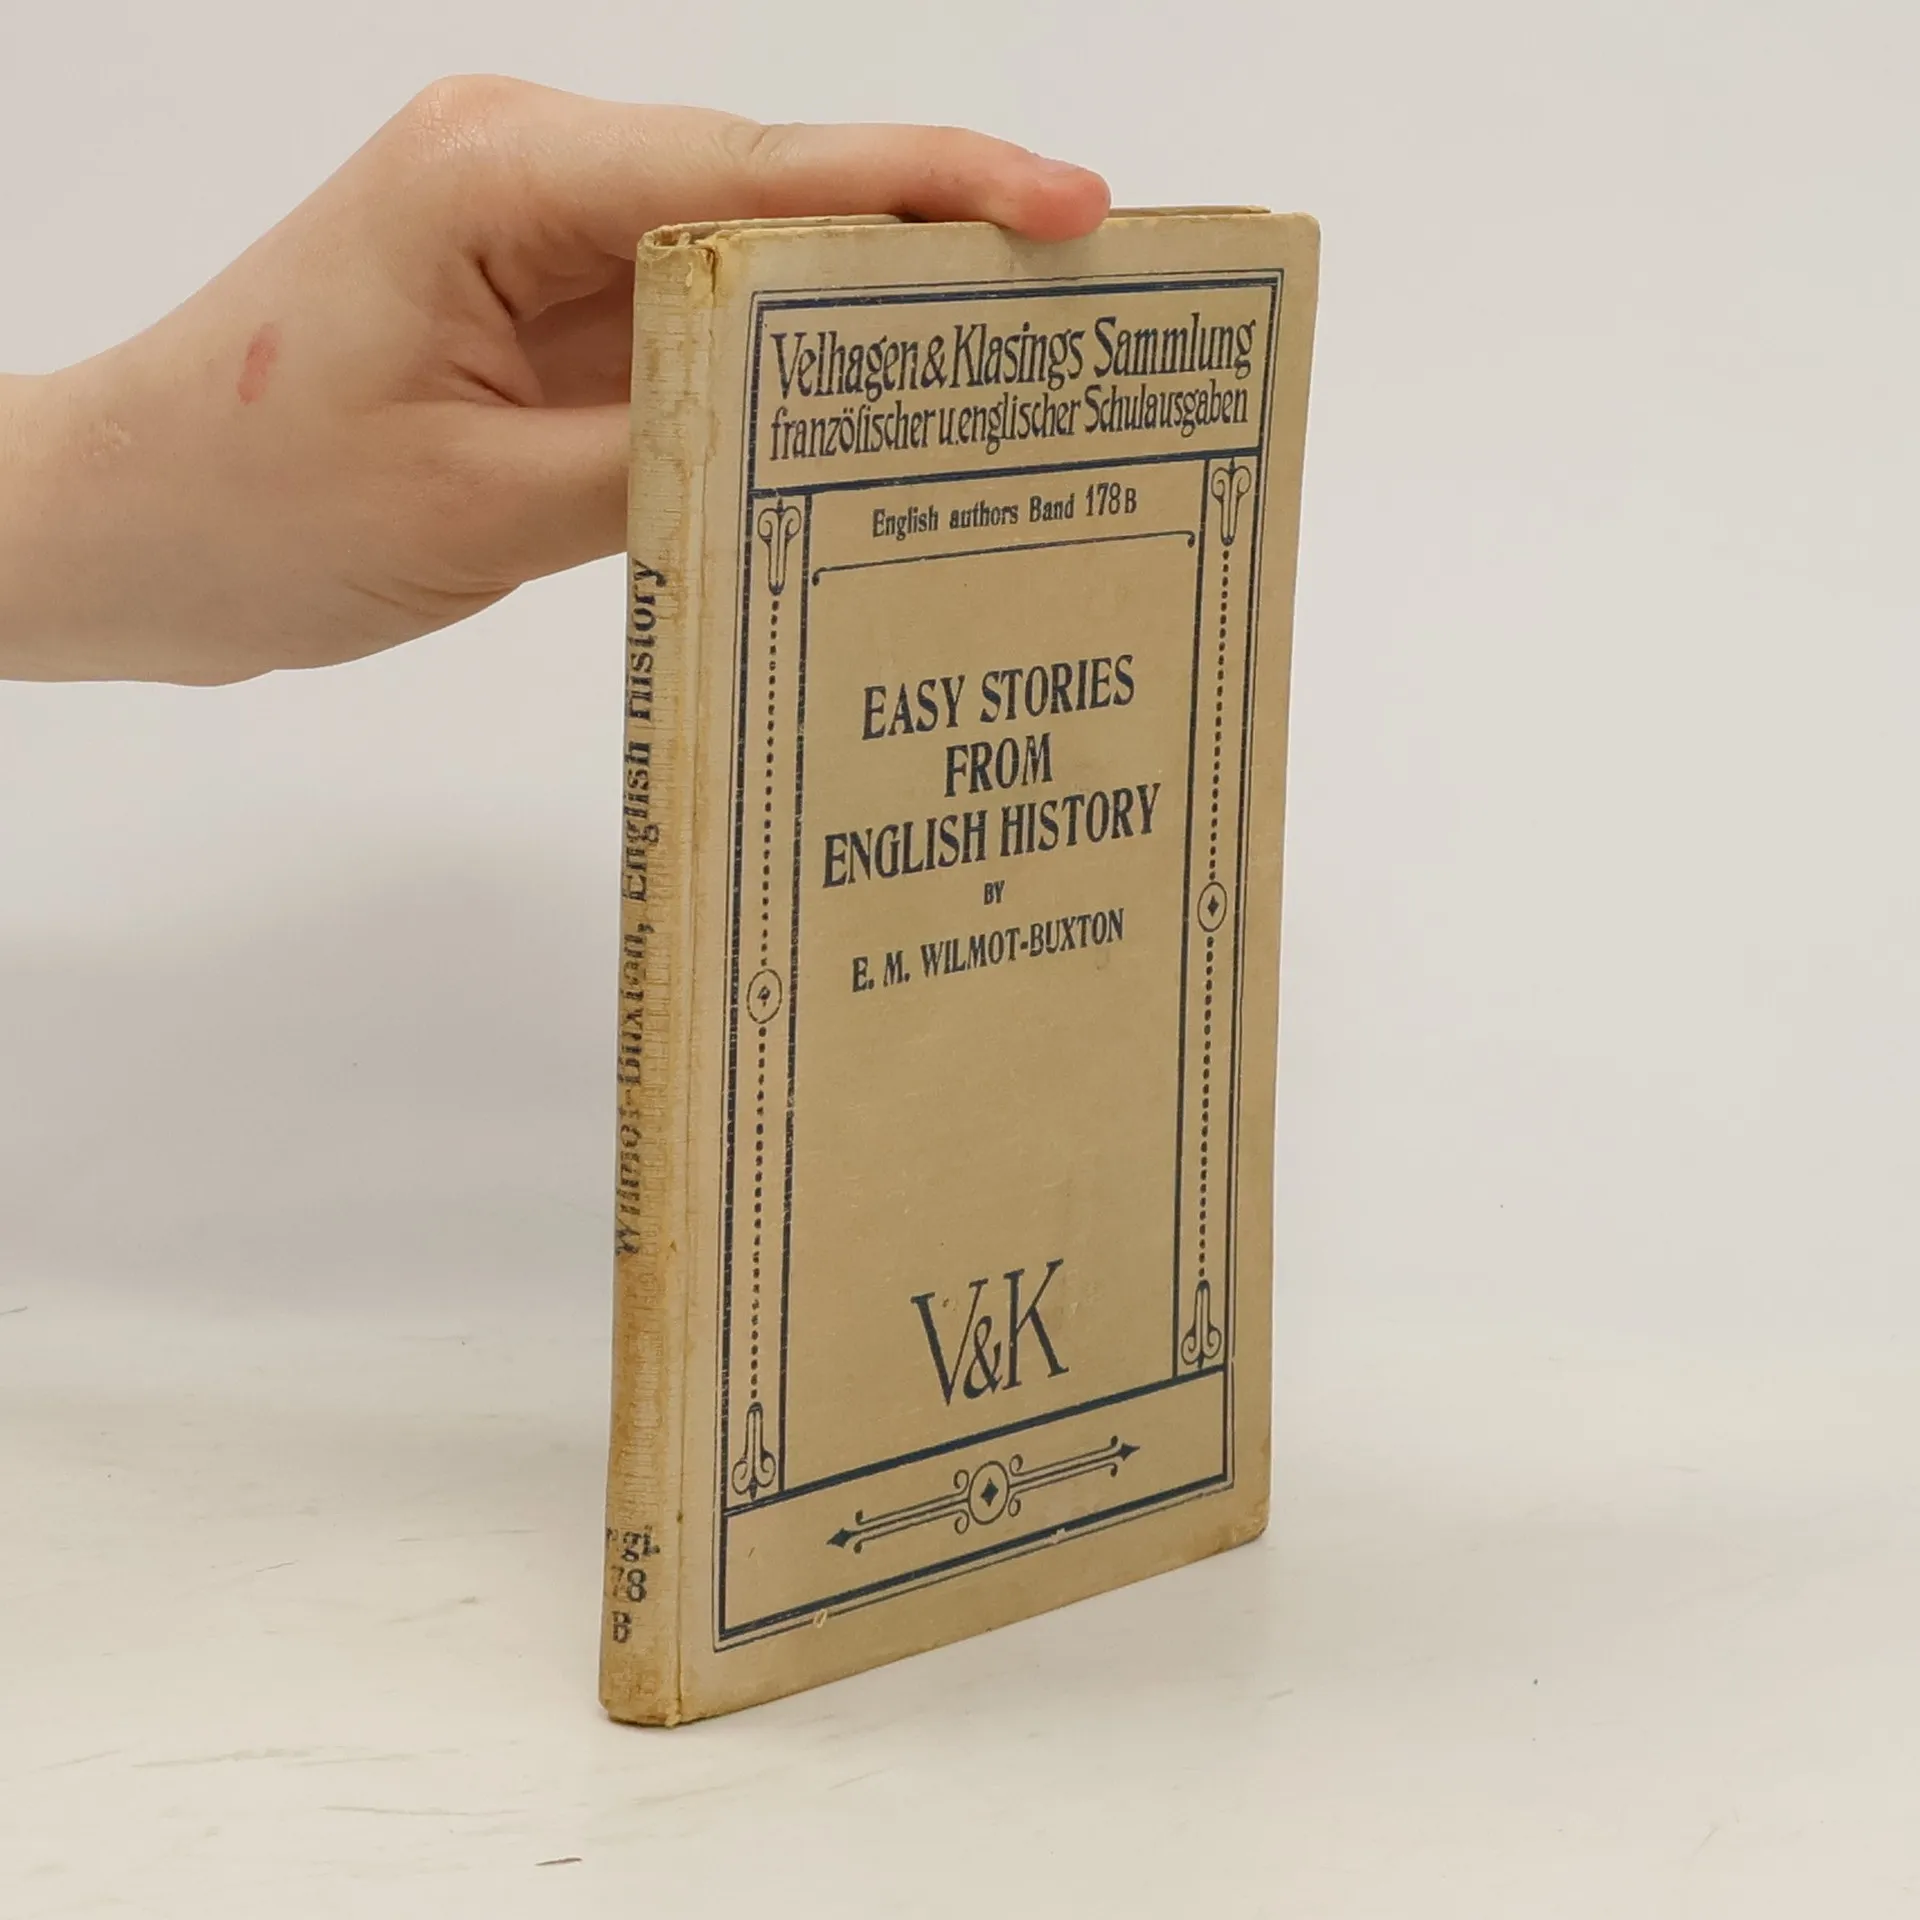 Velhagen & Klasings Sammlung
französischer u. englischer Schulausgaben
English authors Band 178 B
EASY STORIES
FROM
ENGLISH HISTORY
BY
E. M. WILMOT-BUXTON
V&K
Wilmot-Buxton, English History
178
B